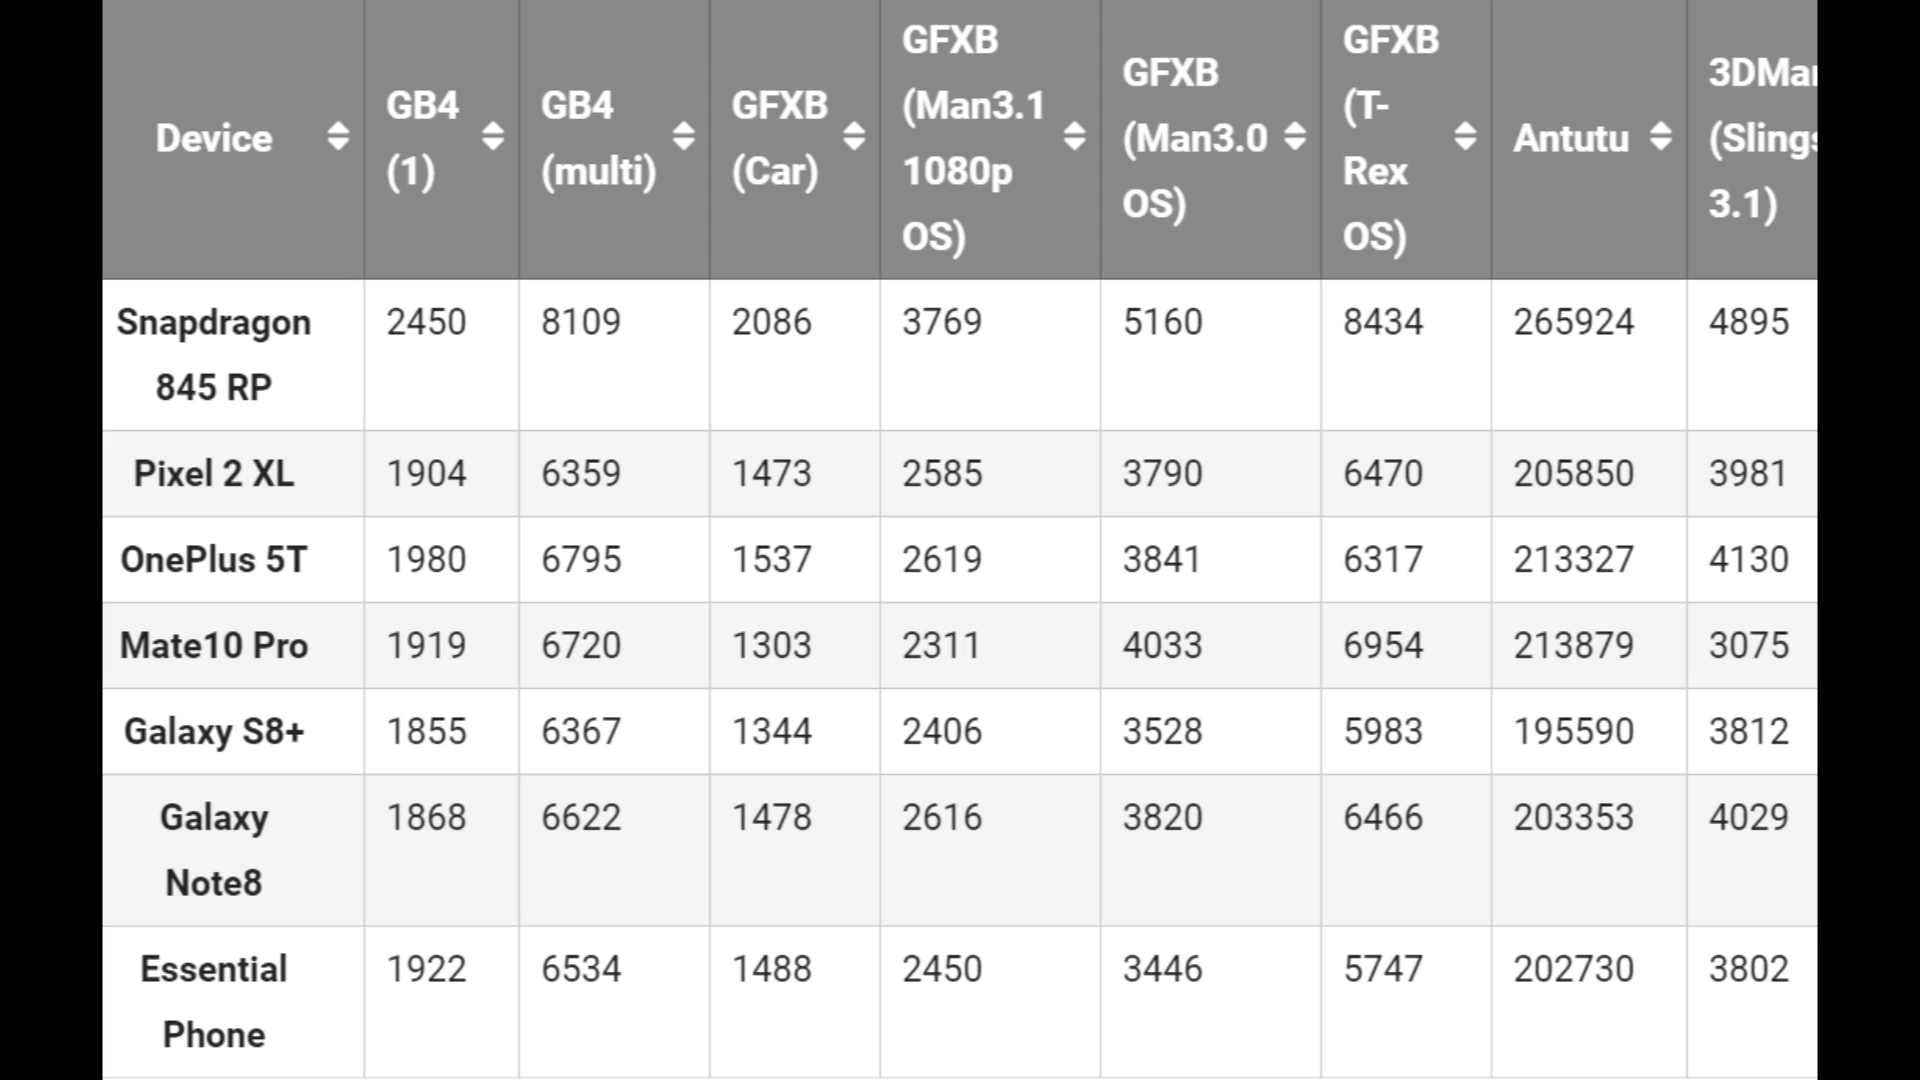 Device GB4 (1) GB4 (multi) GFXB (Car) GFXB (Man3.1 1080p OS) GFXB (Man3.0 OS) GFXB (T-Rex OS) Antutu 3DMar (Slings 3.1)
Snapdragon 845 RP 2450 8109 2086 3769 5160 8434 265924 4895
Pixel 2 XL 1904 6359 1473 2585 3790 6470 205850 3981
OnePlus 5T 1980 6795 1537 2619 3841 6317 213327 4130
Mate10 Pro 1919 6720 1303 2311 4033 6954 213879 3075
Galaxy S8+ 1855 6367 1344 2406 3528 5983 195590 3812
Galaxy Note8 1868 6622 1478 2616 3820 6466 203353 4029
Essential Phone 1922 6534 1488 2450 3446 5747 202730 3802